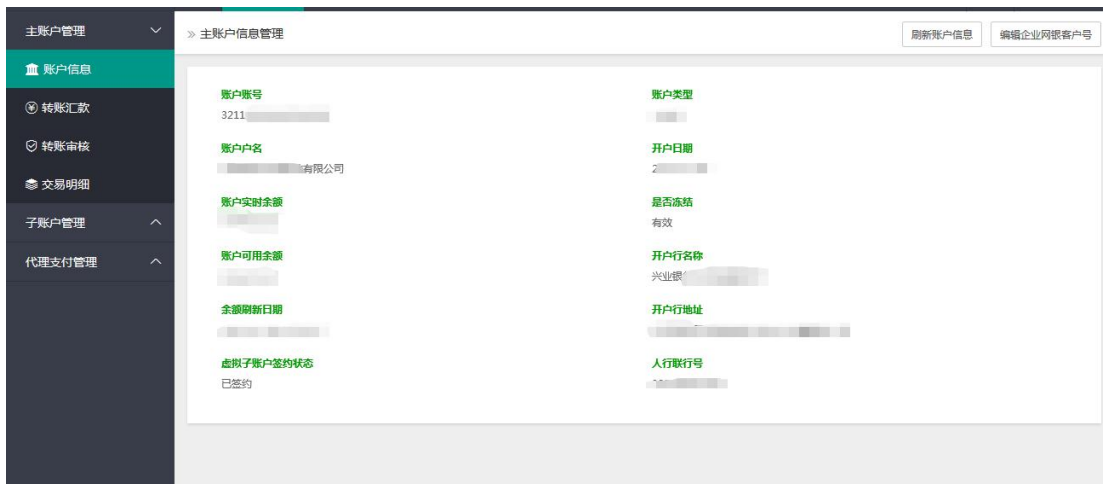 主账户管理
账户信息
转账汇款
转账审核
交易明细
子账户管理
代理支付管理
» 主账户信息管理
刷新账户信息
编辑企业网银客户号
账户账号
账户类型
3211
账户户名
开户日期
有限公司
2
账户实时余额
是否冻结
有效
账户可用余额
开户行名称
兴业银
余额刷新日期
开户行地址
虚拟子账户签约状态
人行联行号
已签约